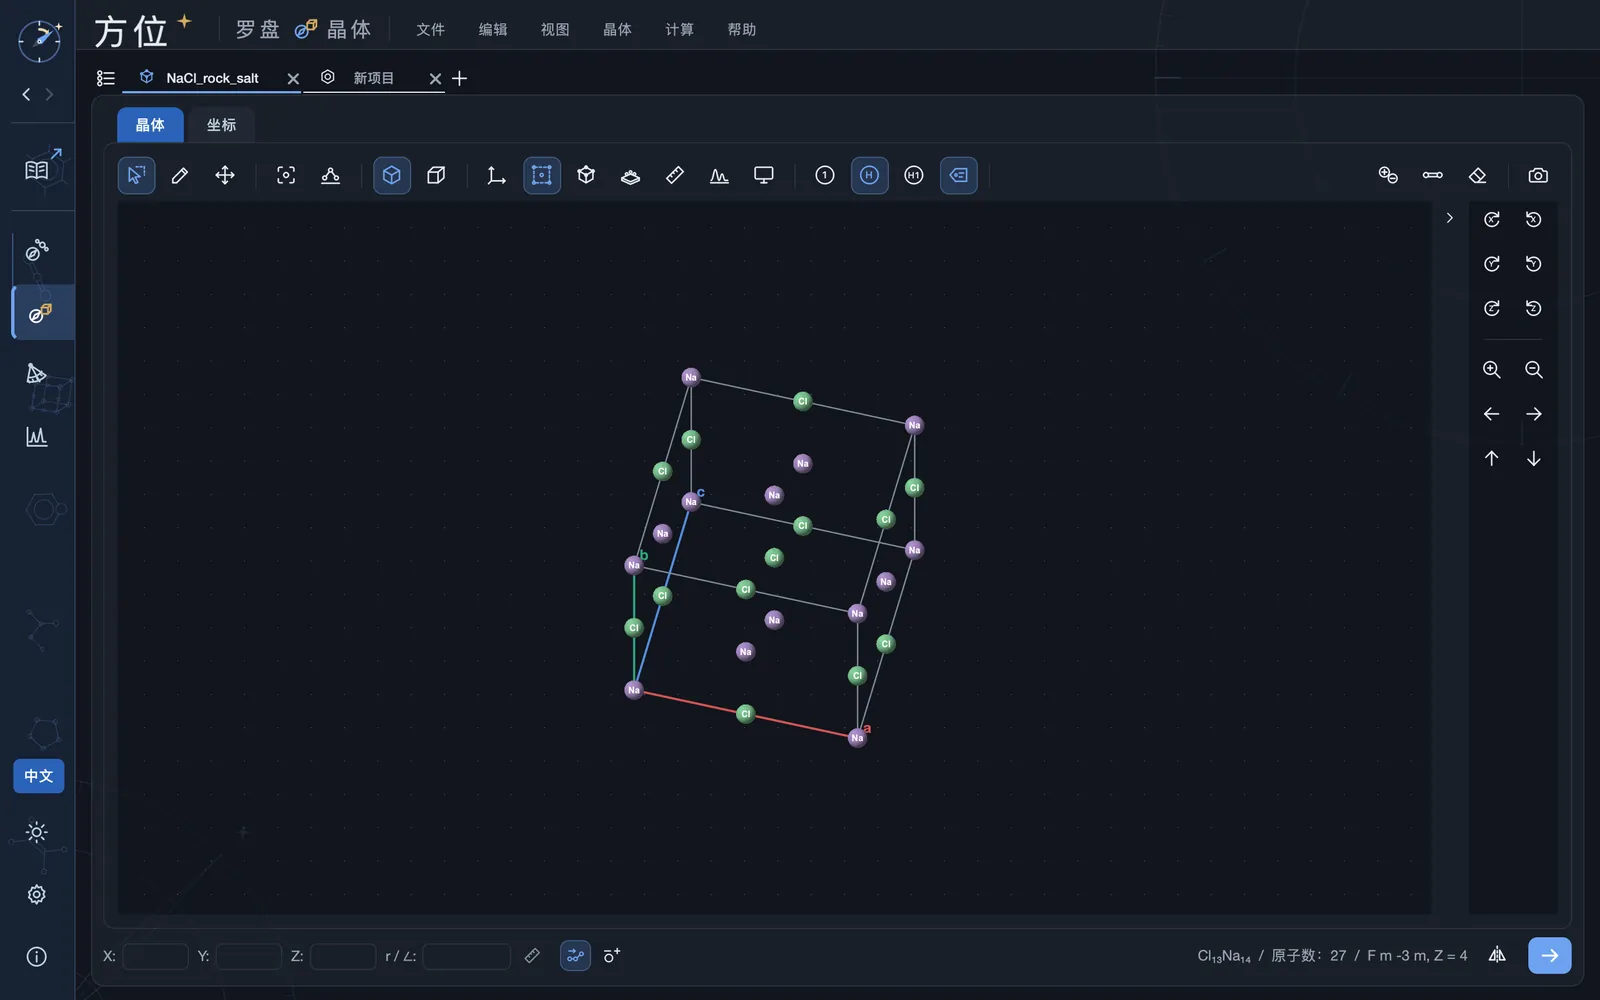 方位 罗盘 晶体 文件 编辑 视图 晶体 计算 帮助
NaCl_rock_salt 新项目
晶体 坐标
1 H H1
X X
Y Y
Z Z
Na
Cl
Na
Cl
Na
Na
Cl
Cl
Na
Na c
Cl
Cl
Na
Na
Na b
Cl
Na
Cl
Cl
Na
Na
Cl
Cl
Na
Cl
Na
Cl
Na a
中文
X: Y: Z: r / ∠: Cl₁₃Na₁₄ / 原子数: 27 / F m -3 m, Z = 4